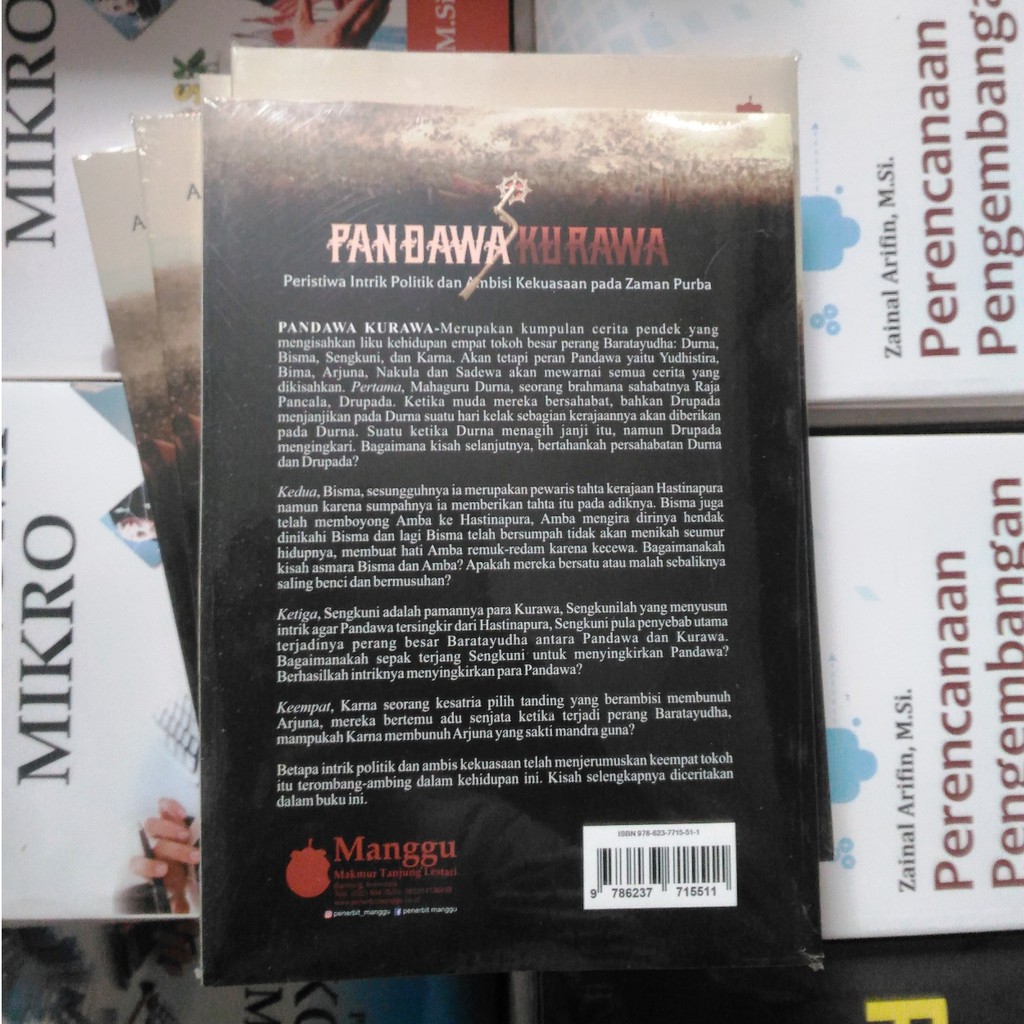 PANDAWA KURAWA
Peristiwa Intrik Politik dan Ambisi Kekuasaan pada Zaman Purba
PANDAWA KURAWA-Merupakan kumpulan cerita pendek yang
mengisahkan liku kehidupan empat tokoh besar perang Baratayudha: Durna,
Bisma, Sengkuni, dan Karna. Akan tetapi peran Pandawa yaitu Yudhistira,
Bima, Arjuna, Nakula dan Sadewa akan mewarnai semua cerita yang
dikisahkan. Pertama, Mahaguru Durna, seorang brahmana sahabatnya Raja
Pancala, Drupada. Ketika muda mereka bersahabat, bahkan Drupada
menjanjikan pada Durna suatu hari kelak sebagian kerajaannya akan diberikan
pada Durna. Suatu ketika Durna menagih janji itu, namun Drupada
mengingkari. Bagaimana kisah selanjutnya, bertahankah persahabatan Durna
dan Drupada?
Kedua, Bisma, sesungguhnya ia merupakan pewaris tahta kerajaan Hastinapura
namun karena sumpahnya ia memberikan tahta itu pada adiknya. Bisma juga
telah memboyong Amba ke Hastinapura, Amba mengira dirinya hendak
dinikahi Bisma dan lagi Bisma telah bersumpah tidak akan menikah seumur
hidupnya, membuat hati Amba remuk-redam karena kecewa. Bagaimanakah
kisah asmara Bisma dan Amba? Apakah mereka bersatu atau malah sebaliknya
saling benci dan bermusuhan?
Ketiga, Sengkuni adalah pamannya para Kurawa, Sengkunilah yang menyusun
intrik agar Pandawa tersingkir dari Hastinapura, Sengkuni pula penyebab utama
terjadinya perang besar Baratayudha antara Pandawa dan Kurawa.
Bagaimanakah sepak terjang Sengkuni untuk menyingkirkan Pandawa?
Berhasilkah intriknya menyingkirkan para Pandawa?
Keempat, Karna seorang kesatria pilih tanding yang berambisi membunuh
Arjuna, mereka bertemu adu senjata ketika terjadi perang Baratayudha,
mampukah Karna membunuh Arjuna yang sakti mandra guna?
Betapa intrik politik dan ambis kekuasaan telah menjerumuskan keempat tokoh
itu terombang-ambing dalam kehidupan ini. Kisah selengkapnya diceritakan
dalam buku ini.
Manggu
Makmur Tanjung Lestari
penerbit_manggu penerbit manggu
ISBN 978-623-7715-51-1
9 786237 715511
MIKRO
MIKRO
M.Si
SK
A
A
Zainal Arifin, M.Si.
Perencanaan
Pengembangan
Zainal Arifin, M.Si.
Perencanaan
Pengembangan